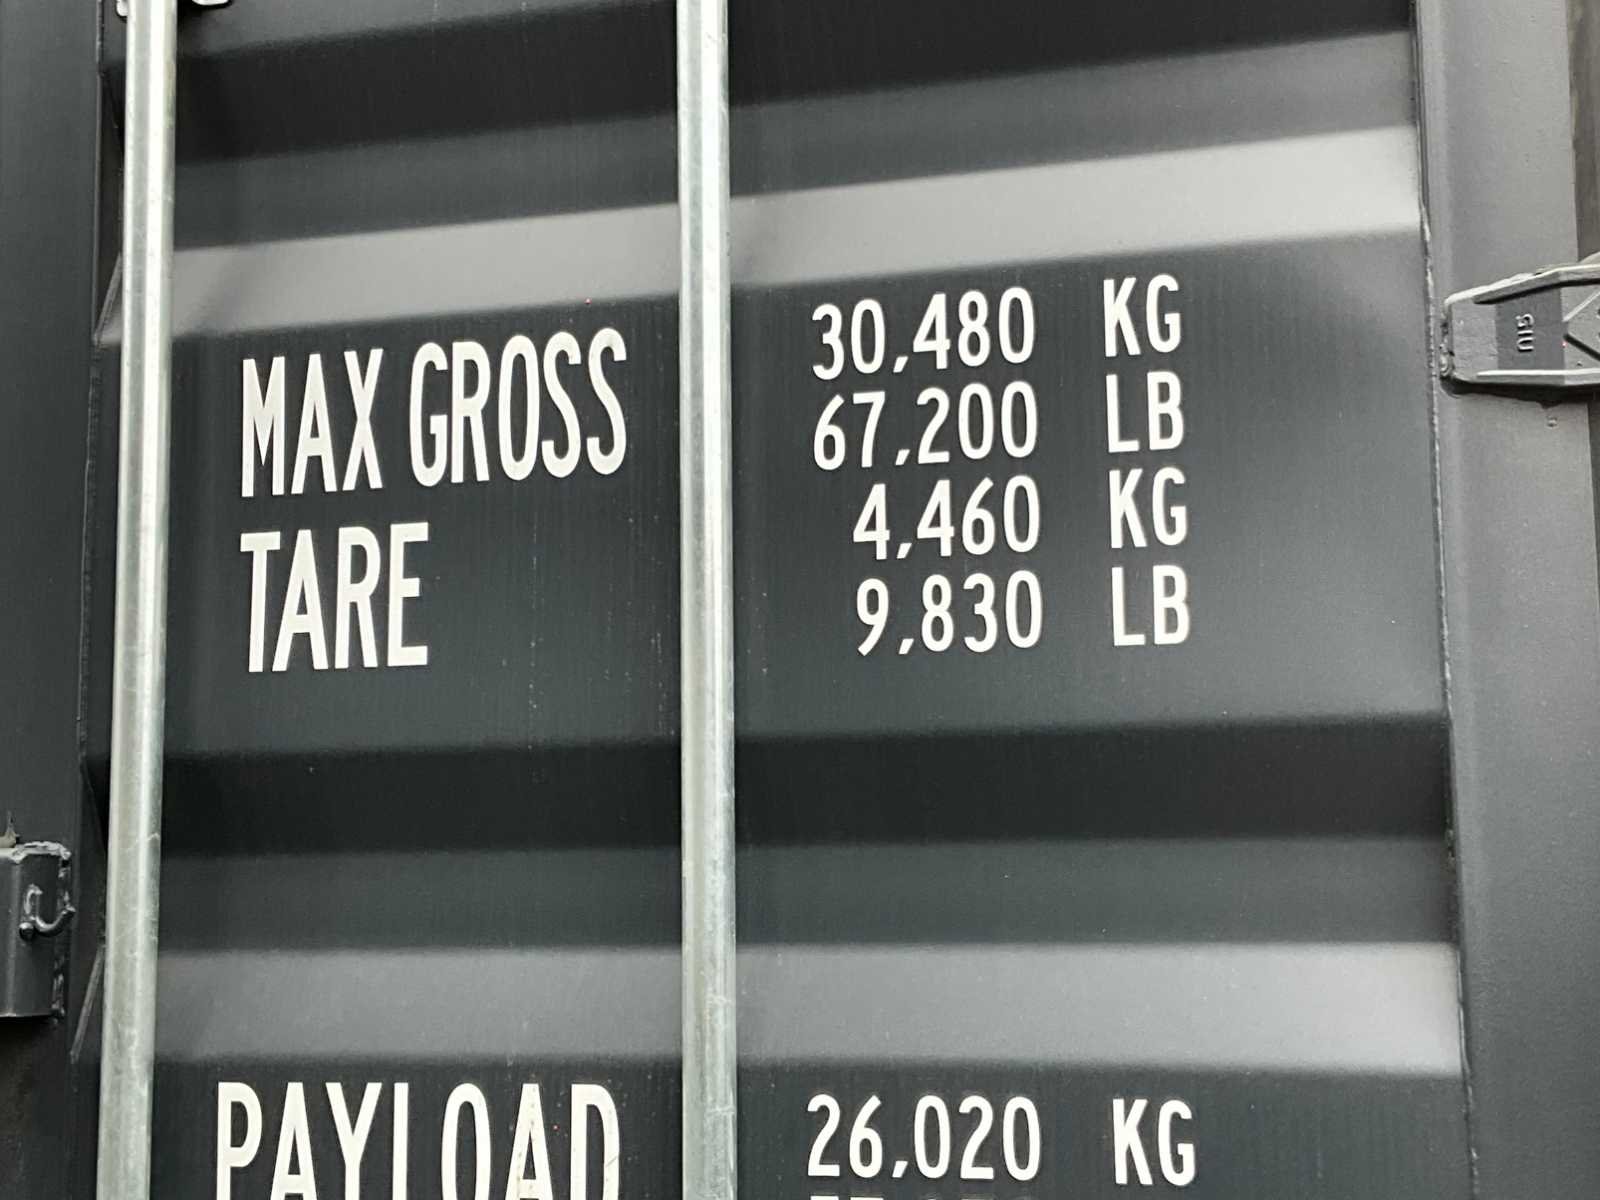 MAX GROSS 30,480 KG
67,200 LB
TARE 4,460 KG
9,830 LB
PAYLOAD 26,020 KG